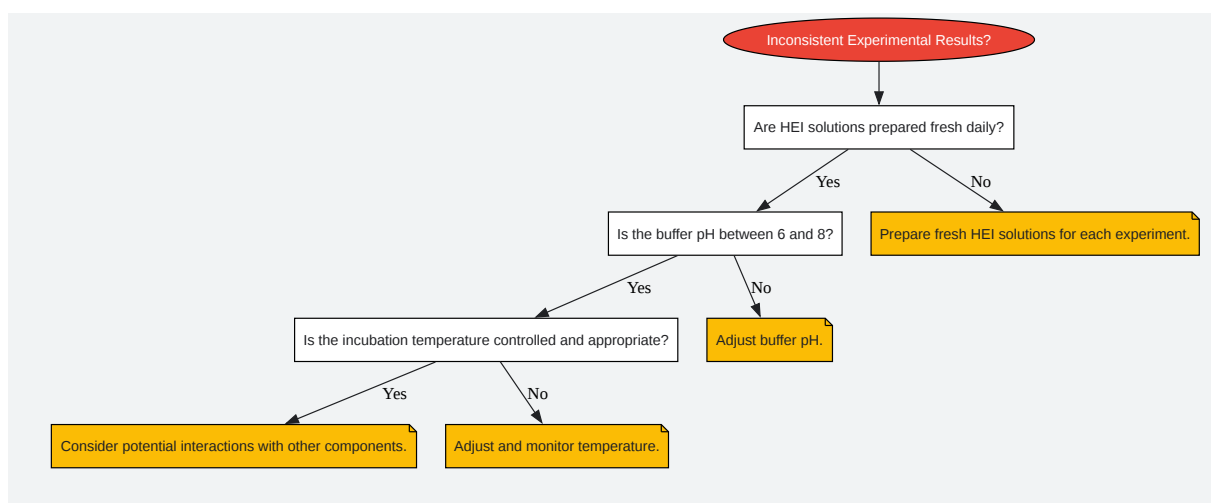 Inconsistent Experimental Results?
Are HEI solutions prepared fresh daily?
Yes
No
Is the buffer pH between 6 and 8?
Prepare fresh HEI solutions for each experiment.
Yes
No
Is the incubation temperature controlled and appropriate?
Adjust buffer pH.
Yes
No
Consider potential interactions with other components.
Adjust and monitor temperature.